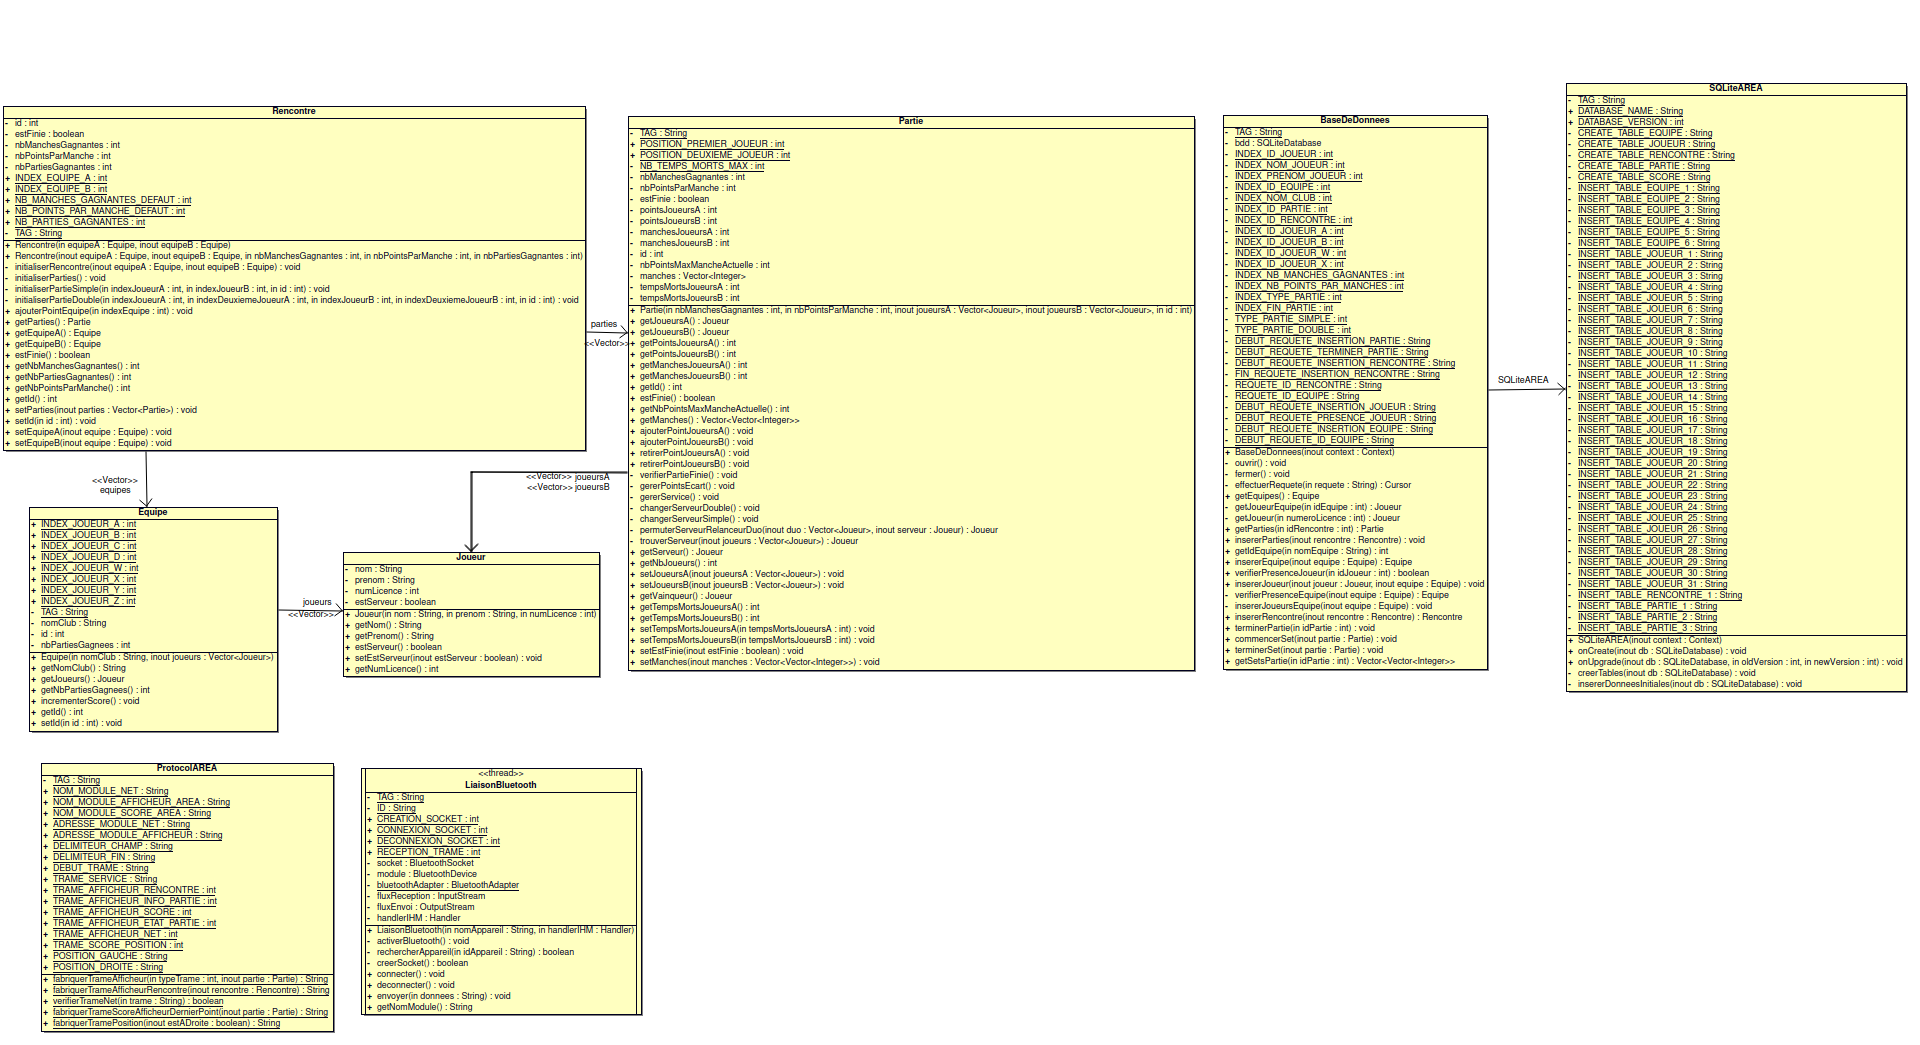 Rencontre
- id : int
- estFinie : boolean
- nbManchesGagnantes : int
- nbPointsParManche : int
- nbPartiesGagnantes : int
+ INDEX_EQUIPE_A : int
+ INDEX_EQUIPE_B : int
+ NB_MANCHES_GAGNANTES_DEFAUT : int
+ NB_POINTS_PAR_MANCHE_DEFAUT : int
+ NB_PARTIES_GAGNANTES : int
- TAG : String
+ Rencontre(in equipeA : Equipe, inout equipeB : Equipe)
+ Rencontre(inout equipeA : Equipe, inout equipeB : Equipe, in nbManchesGagnantes : int, in nbPointsParManche : int, in nbPartiesGagnantes : int)
- initialiserRencontre(inout equipeA : Equipe, inout equipeB : Equipe) : void
- initialiserParties() : void
- initialiserPartieSimple(in indexJoueurA : int, in indexJoueurB : int, in id : int) : void
- initialiserPartieDouble(in indexJoueurA : int, in indexDeuxiemeJoueurA : int, in indexJoueurB : int, in indexDeuxiemeJoueurB : int, in id : int) : void
+ ajouterPointEquipe(in indexEquipe : int) : void
+ getParties() : Partie
+ getEquipeA() : Equipe
+ getEquipeB() : Equipe
+ estFinie() : boolean
+ getNbManchesGagnantes() : int
+ getNbPartiesGagnantes() : int
+ getNbPointsParManche() : int
+ getId() : int
+ setParties(inout parties : Vector<Partie>) : void
+ setId(in id : int) : void
+ setEquipeA(inout equipe : Equipe) : void
+ setEquipeB(inout equipe : Equipe) : void
parties
<<Vector>>
<<Vector>>
equipes
Partie
- TAG : String
+ POSITION_PREMIER_JOUEUR : int
+ POSITION_DEUXIEME_JOUEUR : int
- NB_TEMPS_MORTS_MAX : int
- nbManchesGagnantes : int
- nbPointsParManche : int
- estFinie : boolean
- pointsJoueursA : int
- pointsJoueursB : int
- manchesJoueursA : int
- manchesJoueursB : int
- id : int
- nbPointsMaxMancheActuelle : int
- manches : Vector<Integer>
- tempsMortsJoueursA : int
- tempsMortsJoueursB : int
+ Partie(in nbManchesGagnantes : int, in nbPointsParManche : int, inout joueursA : Vector<Joueur>, inout joueursB : Vector<Joueur>, in id : int)
+ getJoueursA() : Joueur
+ getJoueursB() : Joueur
+ getPointsJoueursA() : int
+ getPointsJoueursB() : int
+ getManchesJoueursA() : int
+ getManchesJoueursB() : int
+ getId() : int
+ estFinie() : boolean
+ getNbPointsMaxMancheActuelle() : int
+ getManches() : Vector<Vector<Integer>>
+ ajouterPointJoueursA() : void
+ ajouterPointJoueursB() : void
+ retirerPointJoueursA() : void
+ retirerPointJoueursB() : void
- verifierPartieFinie() : void
- gererPointsEcart() : void
- gererService() : void
- changerServeurDouble() : void
- changerServeurSimple() : void
- permuterServeurRelanceurDuo(inout duo : Vector<Joueur>, inout serveur : Joueur) : Joueur
- trouverServeur(inout joueurs : Vector<Joueur>) : Joueur
+ getServeur() : Joueur
+ getNbJoueurs() : int
+ setJoueursA(inout joueursA : Vector<Joueur>) : void
+ setJoueursB(inout joueursB : Vector<Joueur>) : void
+ getVainqueur() : Joueur
+ getTempsMortsJoueursA() : int
+ getTempsMortsJoueursB() : int
+ setTempsMortsJoueursA(in tempsMortsJoueursA : int) : void
+ setTempsMortsJoueursB(in tempsMortsJoueursB : int) : void
+ setEstFinie(inout estFinie : boolean) : void
+ setManches(inout manches : Vector<Vector<Integer>>) : void
<<Vector>> joueursA
<<Vector>> joueursB
BaseDeDonnees
- TAG : String
- bdd : SQLiteDatabase
- INDEX_ID_JOUEUR : int
- INDEX_NOM_JOUEUR : int
- INDEX_PRENOM_JOUEUR : int
- INDEX_ID_EQUIPE : int
- INDEX_NOM_CLUB : int
- INDEX_ID_PARTIE : int
- INDEX_ID_RENCONTRE : int
- INDEX_ID_JOUEUR_A : int
- INDEX_ID_JOUEUR_B : int
- INDEX_ID_JOUEUR_W : int
- INDEX_ID_JOUEUR_X : int
- INDEX_NB_MANCHES_GAGNANTES : int
- INDEX_NB_POINTS_PAR_MANCHES : int
- INDEX_TYPE_PARTIE : int
- INDEX_FIN_PARTIE : int
- TYPE_PARTIE_SIMPLE : int
- TYPE_PARTIE_DOUBLE : int
- DEBUT_REQUETE_INSERTION_PARTIE : String
- DEBUT_REQUETE_TERMINER_PARTIE : String
- DEBUT_REQUETE_INSERTION_RENCONTRE : String
- FIN_REQUETE_INSERTION_RENCONTRE : String
- REQUETE_ID_RENCONTRE : String
- REQUETE_ID_EQUIPE : String
- DEBUT_REQUETE_INSERTION_JOUEUR : String
- DEBUT_REQUETE_PRESENCE_JOUEUR : String
- DEBUT_REQUETE_INSERTION_EQUIPE : String
- DEBUT_REQUETE_ID_EQUIPE : String
+ BaseDeDonnees(inout context : Context)
- ouvrir() : void
- fermer() : void
- effectuerRequete(in requete : String) : Cursor
+ getEquipes() : Equipe
- getJoueurEquipe(in idEquipe : int) : Joueur
- getJoueur(in numeroLicence : int) : Joueur
+ getParties(in idRencontre : int) : Partie
+ insererParties(inout rencontre : Rencontre) : void
- getIdEquipe(in nomEquipe : String) : int
+ insererEquipe(inout equipe : Equipe) : Equipe
+ verifierPresenceJoueur(in idJoueur : int) : boolean
+ insererJoueur(inout joueur : Joueur, inout equipe : Equipe) : void
- verifierPresenceEquipe(inout equipe : Equipe) : Equipe
- insererJoueursEquipe(inout equipe : Equipe) : void
+ insererRencontre(inout rencontre : Rencontre) : Rencontre
+ terminerPartie(in idPartie : int) : void
+ commencerSet(inout partie : Partie) : void
+ terminerSet(inout partie : Partie) : void
+ getSetsPartie(in idPartie : int) : Vector<Vector<Integer>>
SQLiteAREA
SQLiteAREA
- TAG : String
+ DATABASE_NAME : String
+ DATABASE_VERSION : int
- CREATE_TABLE_EQUIPE : String
- CREATE_TABLE_JOUEUR : String
- CREATE_TABLE_RENCONTRE : String
- CREATE_TABLE_PARTIE : String
- CREATE_TABLE_SCORE : String
- INSERT_TABLE_EQUIPE_1 : String
- INSERT_TABLE_EQUIPE_2 : String
- INSERT_TABLE_EQUIPE_3 : String
- INSERT_TABLE_EQUIPE_4 : String
- INSERT_TABLE_EQUIPE_5 : String
- INSERT_TABLE_EQUIPE_6 : String
- INSERT_TABLE_JOUEUR_1 : String
- INSERT_TABLE_JOUEUR_2 : String
- INSERT_TABLE_JOUEUR_3 : String
- INSERT_TABLE_JOUEUR_4 : String
- INSERT_TABLE_JOUEUR_5 : String
- INSERT_TABLE_JOUEUR_6 : String
- INSERT_TABLE_JOUEUR_7 : String
- INSERT_TABLE_JOUEUR_8 : String
- INSERT_TABLE_JOUEUR_9 : String
- INSERT_TABLE_JOUEUR_10 : String
- INSERT_TABLE_JOUEUR_11 : String
- INSERT_TABLE_JOUEUR_12 : String
- INSERT_TABLE_JOUEUR_13 : String
- INSERT_TABLE_JOUEUR_14 : String
- INSERT_TABLE_JOUEUR_15 : String
- INSERT_TABLE_JOUEUR_16 : String
- INSERT_TABLE_JOUEUR_17 : String
- INSERT_TABLE_JOUEUR_18 : String
- INSERT_TABLE_JOUEUR_19 : String
- INSERT_TABLE_JOUEUR_20 : String
- INSERT_TABLE_JOUEUR_21 : String
- INSERT_TABLE_JOUEUR_22 : String
- INSERT_TABLE_JOUEUR_23 : String
- INSERT_TABLE_JOUEUR_24 : String
- INSERT_TABLE_JOUEUR_25 : String
- INSERT_TABLE_JOUEUR_26 : String
- INSERT_TABLE_JOUEUR_27 : String
- INSERT_TABLE_JOUEUR_28 : String
- INSERT_TABLE_JOUEUR_29 : String
- INSERT_TABLE_JOUEUR_30 : String
- INSERT_TABLE_JOUEUR_31 : String
- INSERT_TABLE_RENCONTRE_1 : String
- INSERT_TABLE_PARTIE_1 : String
- INSERT_TABLE_PARTIE_2 : String
- INSERT_TABLE_PARTIE_3 : String
+ SQLiteAREA(inout context : Context)
+ onCreate(inout db : SQLiteDatabase) : void
+ onUpgrade(inout db : SQLiteDatabase, in oldVersion : int, in newVersion : int) : void
- creerTables(inout db : SQLiteDatabase) : void
- insererDonneesInitiales(inout db : SQLiteDatabase) : void
Equipe
+ INDEX_JOUEUR_A : int
+ INDEX_JOUEUR_B : int
+ INDEX_JOUEUR_C : int
+ INDEX_JOUEUR_D : int
+ INDEX_JOUEUR_W : int
+ INDEX_JOUEUR_X : int
+ INDEX_JOUEUR_Y : int
+ INDEX_JOUEUR_Z : int
- TAG : String
- nomClub : String
- id : int
- nbPartiesGagnees : int
+ Equipe(in nomClub : String, in joueurs : Vector<Joueur>)
+ getNomClub() : String
+ getJoueurs() : Joueur
+ getNbPartiesGagnees() : int
+ incrementerScore() : void
+ getId() : int
+ setId(in id : int) : void
joueurs
<<Vector>>
Joueur
- nom : String
- prenom : String
- numLicence : int
- estServeur : boolean
+ Joueur(in nom : String, in prenom : String, in numLicence : int)
+ getNom() : String
+ getPrenom() : String
+ estServeur() : boolean
+ setEstServeur(inout estServeur : boolean) : void
+ getNumLicence() : int
ProtocolAREA
- TAG : String
+ NOM_MODULE_NET : String
+ NOM_MODULE_AFFICHEUR_AREA : String
+ NOM_MODULE_SCORE_AREA : String
+ ADRESSE_MODULE_NET : String
+ ADRESSE_MODULE_AFFICHEUR : String
+ DELIMITEUR_CHAMP : String
+ DELIMITEUR_FIN : String
+ DEBUT_TRAME : String
+ TRAME_SERVICE : String
+ TRAME_AFFICHEUR_RENCONTRE : int
+ TRAME_AFFICHEUR_INFO_PARTIE : int
+ TRAME_AFFICHEUR_SCORE : int
+ TRAME_AFFICHEUR_ETAT_PARTIE : int
+ TRAME_AFFICHEUR_NET : int
+ TRAME_SCORE_POSITION : int
+ POSITION_GAUCHE : String
+ POSITION_DROITE : String
+ fabriquerTrameAfficheur(in typeTrame : int, inout partie : Partie) : String
+ fabriquerTrameAfficheurRencontre(inout rencontre : Rencontre) : String
+ verifierTrameNet(in trame : String) : boolean
+ fabriquerTrameScoreAfficheurDernierPoint(inout partie : Partie) : String
+ fabriquerTramePosition(inout estADroite : boolean) : String
<<thread>>
LiaisonBluetooth
- TAG : String
- ID : String
+ CREATION_SOCKET : int
+ CONNEXION_SOCKET : int
+ DECONNEXION_SOCKET : int
+ RECEPTION_TRAME : int
- socket : BluetoothSocket
- module : BluetoothDevice
- bluetoothAdapter : BluetoothAdapter
- fluxReception : InputStream
- fluxEnvoi : OutputStream
- handlerIHM : Handler
+ LiaisonBluetooth(in nomAppareil : String, in handlerIHM : Handler)
- activerBluetooth() : void
- rechercherAppareil(in idAppareil : String) : boolean
- creerSocket() : boolean
+ connecter() : void
+ deconnecter() : void
+ envoyer(in donnees : String) : void
+ getNomModule() : String